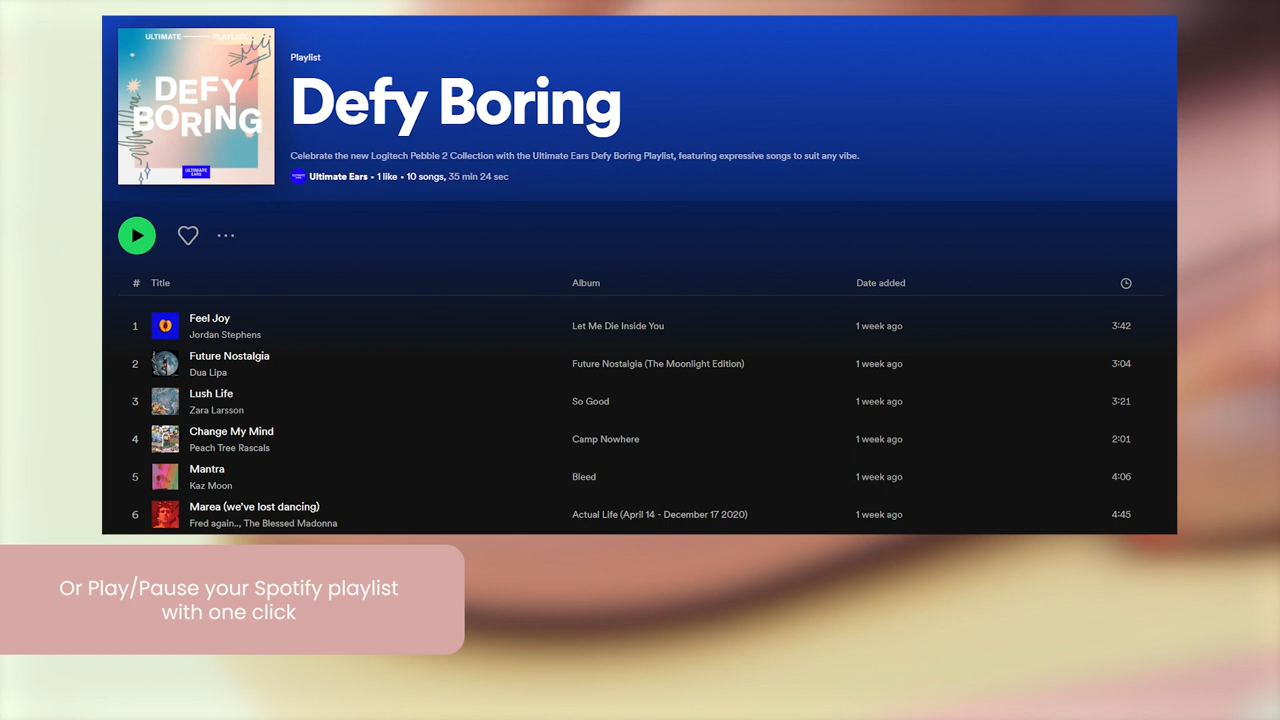 ULTIMATE PLAYLIST
DEFY
BORING
ULTIMATE
EARS
Playlist
Defy Boring
Celebrate the new Logitech Pebble 2 Collection with the Ultimate Ears Defy Boring Playlist, featuring expressive songs to suit any vibe.
Ultimate Ears • 1 like • 10 songs, 35 min 24 sec
# Title Album Date added
1 Feel Joy Let Me Die Inside You 1 week ago 3:42
Jordan Stephens
2 Future Nostalgia Future Nostalgia (The Moonlight Edition) 1 week ago 3:04
Dua Lipa
3 Lush Life So Good 1 week ago 3:21
Zara Larsson
4 Change My Mind Camp Nowhere 1 week ago 2:01
Peach Tree Rascals
5 Mantra Bleed 1 week ago 4:06
Kaz Moon
6 Marea (we've lost dancing) Actual Life (April 14 - December 17 2020) 1 week ago 4:45
Fred again.., The Blessed Madonna
Or Play/Pause your Spotify playlist
with one click